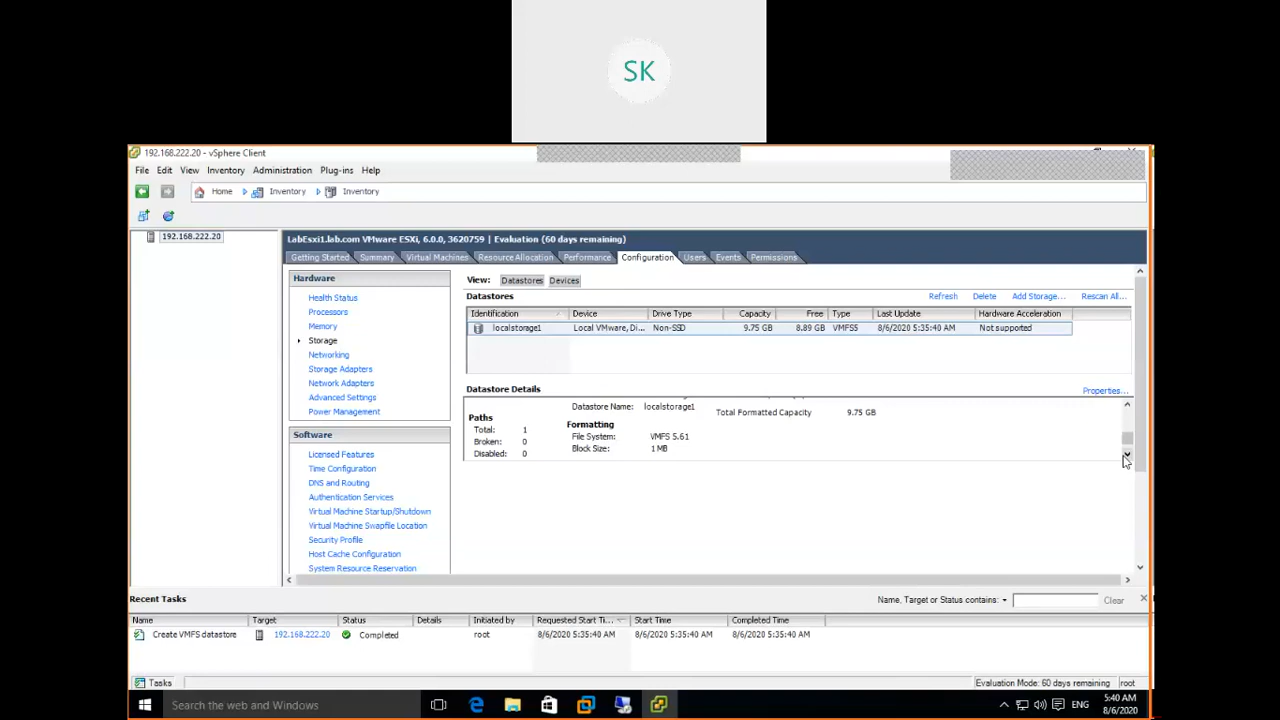 SK
192.168.222.20 - vSphere Client
File Edit View Inventory Administration Plug-ins Help
Home Inventory Inventory
192.168.222.20
LabEsxi1.lab.com VMware ESXi, 6.0.0, 3620759 | Evaluation (60 days remaining)
Getting Started Summary Virtual Machines Resource Allocation Performance Configuration Users Events Permissions
Hardware
Health Status
Processors
Memory
Storage
Networking
Storage Adapters
Network Adapters
Advanced Settings
Power Management
Software
Licensed Features
Time Configuration
DNS and Routing
Authentication Services
Virtual Machine Startup/Shutdown
Virtual Machine Swapfile Location
Security Profile
Host Cache Configuration
System Resource Reservation
View: Datastores Devices
Datastores
Refresh Delete Add Storage... Rescan All...
Identification Device Drive Type Capacity Free Type Last Update Hardware Acceleration
localstorage1 Local VMware, Di... Non-SSD 9.75 GB 8.89 GB VMFS5 8/6/2020 5:35:40 AM Not supported
Datastore Details
Properties...
Datastore Name: localstorage1 Total Formatted Capacity 9.75 GB
Paths
Total: 1
Broken: 0
Disabled: 0
Formatting
File System: VMFS 5.61
Block Size: 1 MB
Recent Tasks
Name, Target or Status contains: Clear
Name Target Status Details Initiated by Requested Start Ti... Start Time Completed Time
Create VMFS datastore 192.168.222.20 Completed root 8/6/2020 5:35:40 AM 8/6/2020 5:35:40 AM 8/6/2020 5:35:40 AM
Tasks
Evaluation Mode: 60 days remaining root
Search the web and Windows
ENG
5:40 AM
8/6/2020